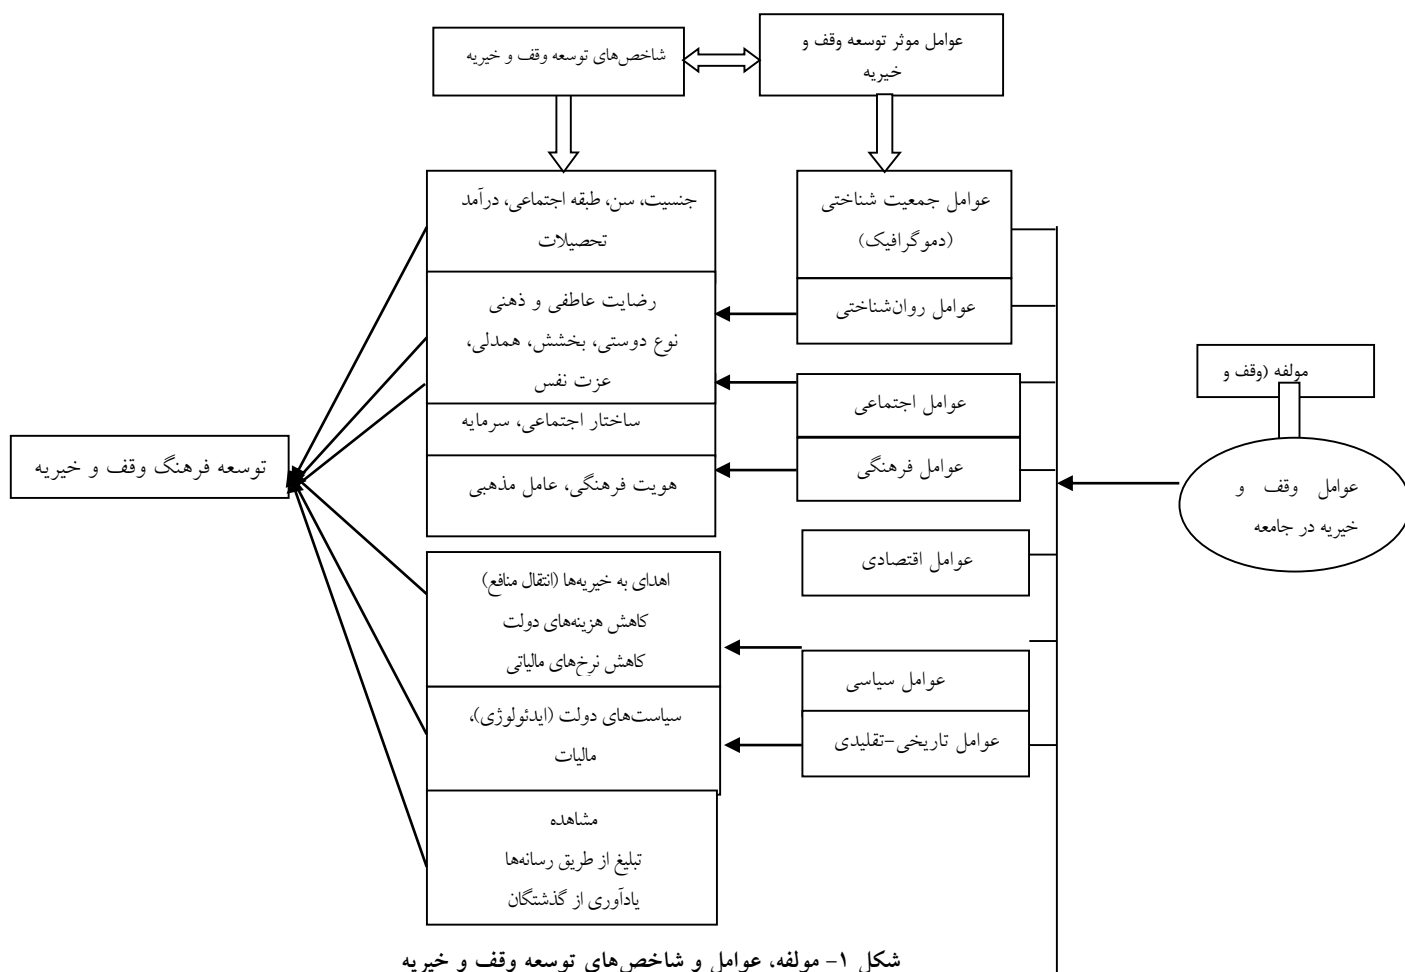 عوامل موثر توسعه وقف و
خیریه
شاخص‌های توسعه وقف و خیریه
عوامل جمعیت شناختی
(دموگرافیک)
جنسیت، سن، طبقه اجتماعی، درآمد
تحصیلات
عوامل روان‌شناختی
رضایت عاطفی و ذهنی
نوع دوستی، بخشش، همدلی،
عزت نفس
عوامل اجتماعی
ساختار اجتماعی، سرمایه
عوامل فرهنگی
هویت فرهنگی، عامل مذهبی
عوامل اقتصادی
اهدای به خیریه‌ها (انتقال منافع)
کاهش هزینه‌های دولت
کاهش نرخ‌های مالیاتی
عوامل سیاسی
سیاست‌های دولت (ایدئولوژی)،
مالیات
عوامل تاریخی-تقلیدی
مشاهده
تبلیغ از طریق رسانه‌ها
یادآوری از گذشتگان
مولفه (وقف و
عوامل وقف و
خیریه در جامعه
توسعه فرهنگ وقف و خیریه
شکل ۱- مولفه، عوامل و شاخص‌های توسعه وقف و خیریه